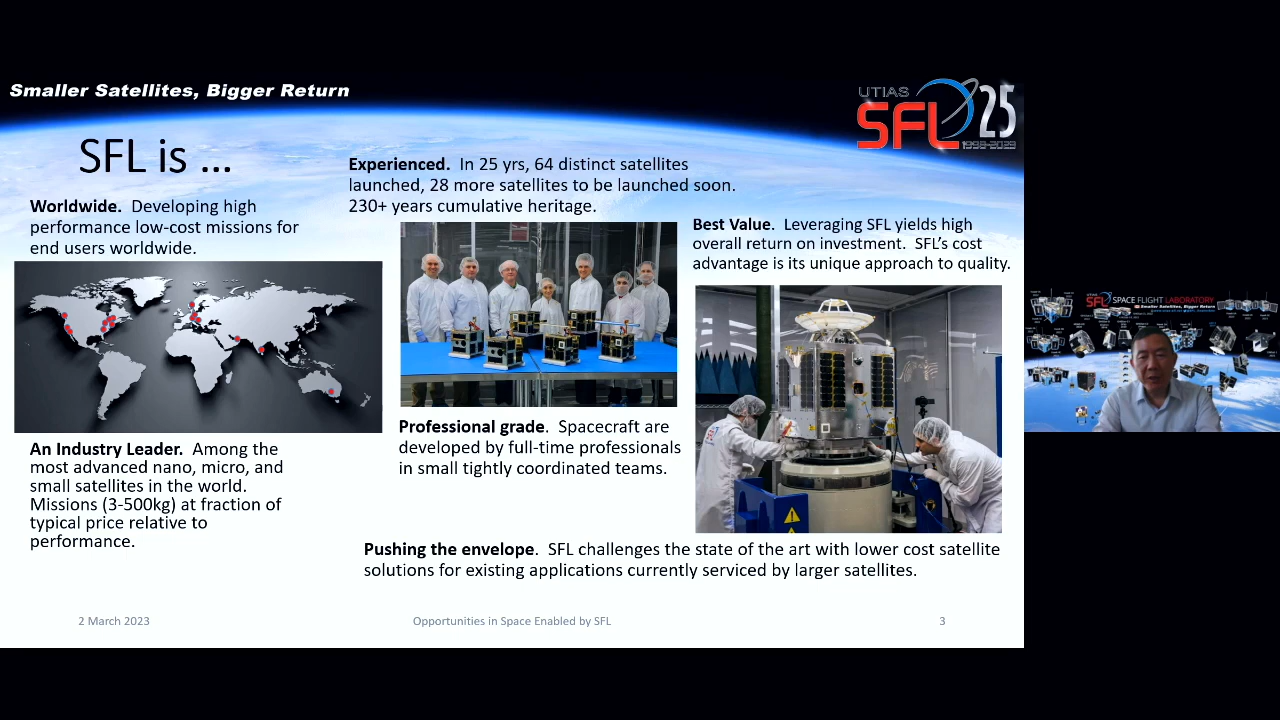 Smaller Satellites, Bigger Return
UTIAS
SFL 25
1998-2023
SFL is ...
Worldwide. Developing high
performance low-cost missions for
end users worldwide.
Experienced. In 25 yrs, 64 distinct satellites
launched, 28 more satellites to be launched soon.
230+ years cumulative heritage.
Best Value. Leveraging SFL yields high
overall return on investment. SFL’s cost
advantage is its unique approach to quality.
An Industry Leader. Among the
most advanced nano, micro, and
small satellites in the world.
Missions (3-500kg) at fraction of
typical price relative to
performance.
Professional grade. Spacecraft are
developed by full-time professionals
in small tightly coordinated teams.
Pushing the envelope. SFL challenges the state of the art with lower cost satellite
solutions for existing applications currently serviced by larger satellites.
2 March 2023
Opportunities in Space Enabled by SFL
3
UTIAS
SFL SPACE FLIGHT LABORATORY
Smaller Satellites, Bigger Return